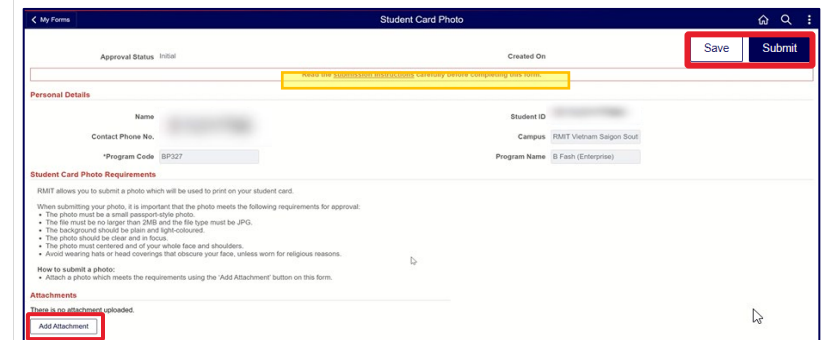 My Forms
Student Card Photo
Save
Submit
Approval Status Initial
Created On
Read the submission instructions carefully before completing this form.
Personal Details
Name
Student ID
Contact Phone No.
Campus RMIT Vietnam Saigon Sout
*Program Code BP327
Program Name B Fash (Enterprise)
Student Card Photo Requirements
RMIT allows you to submit a photo which will be used to print on your student card.
When submitting your photo, it is important that the photo meets the following requirements for approval:
• The photo must be a small passport-style photo.
• The file must be no larger than 2MB and the file type must be JPG.
• The background should be plain and light-coloured.
• The photo should be clear and in focus.
• The photo must centered and of your whole face and shoulders.
• Avoid wearing hats or head coverings that obscure your face, unless worn for religious reasons.
How to submit a photo:
• Attach a photo which meets the requirements using the 'Add Attachment' button on this form.
Attachments
There is no attachment uploaded.
Add Attachment